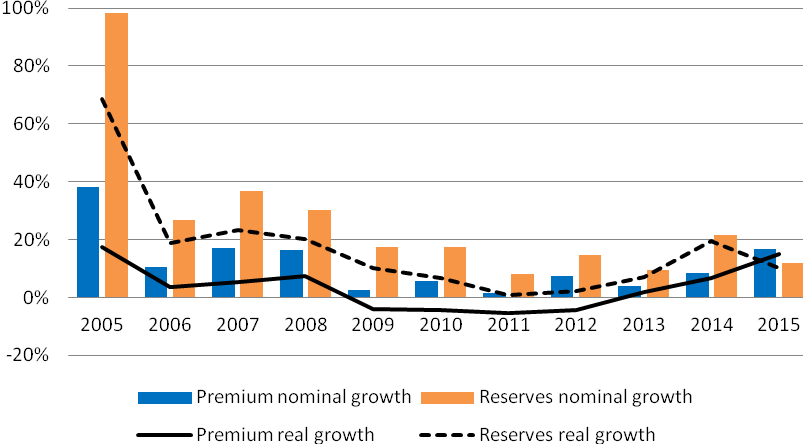 100%
80%
60%
40%
20%
0%
2005 2006 2007 2008 2009 2010 2011 2012 2013 2014 2015
-20%
Premium nominal growth Reserves nominal growth
Premium real growth Reserves real growth